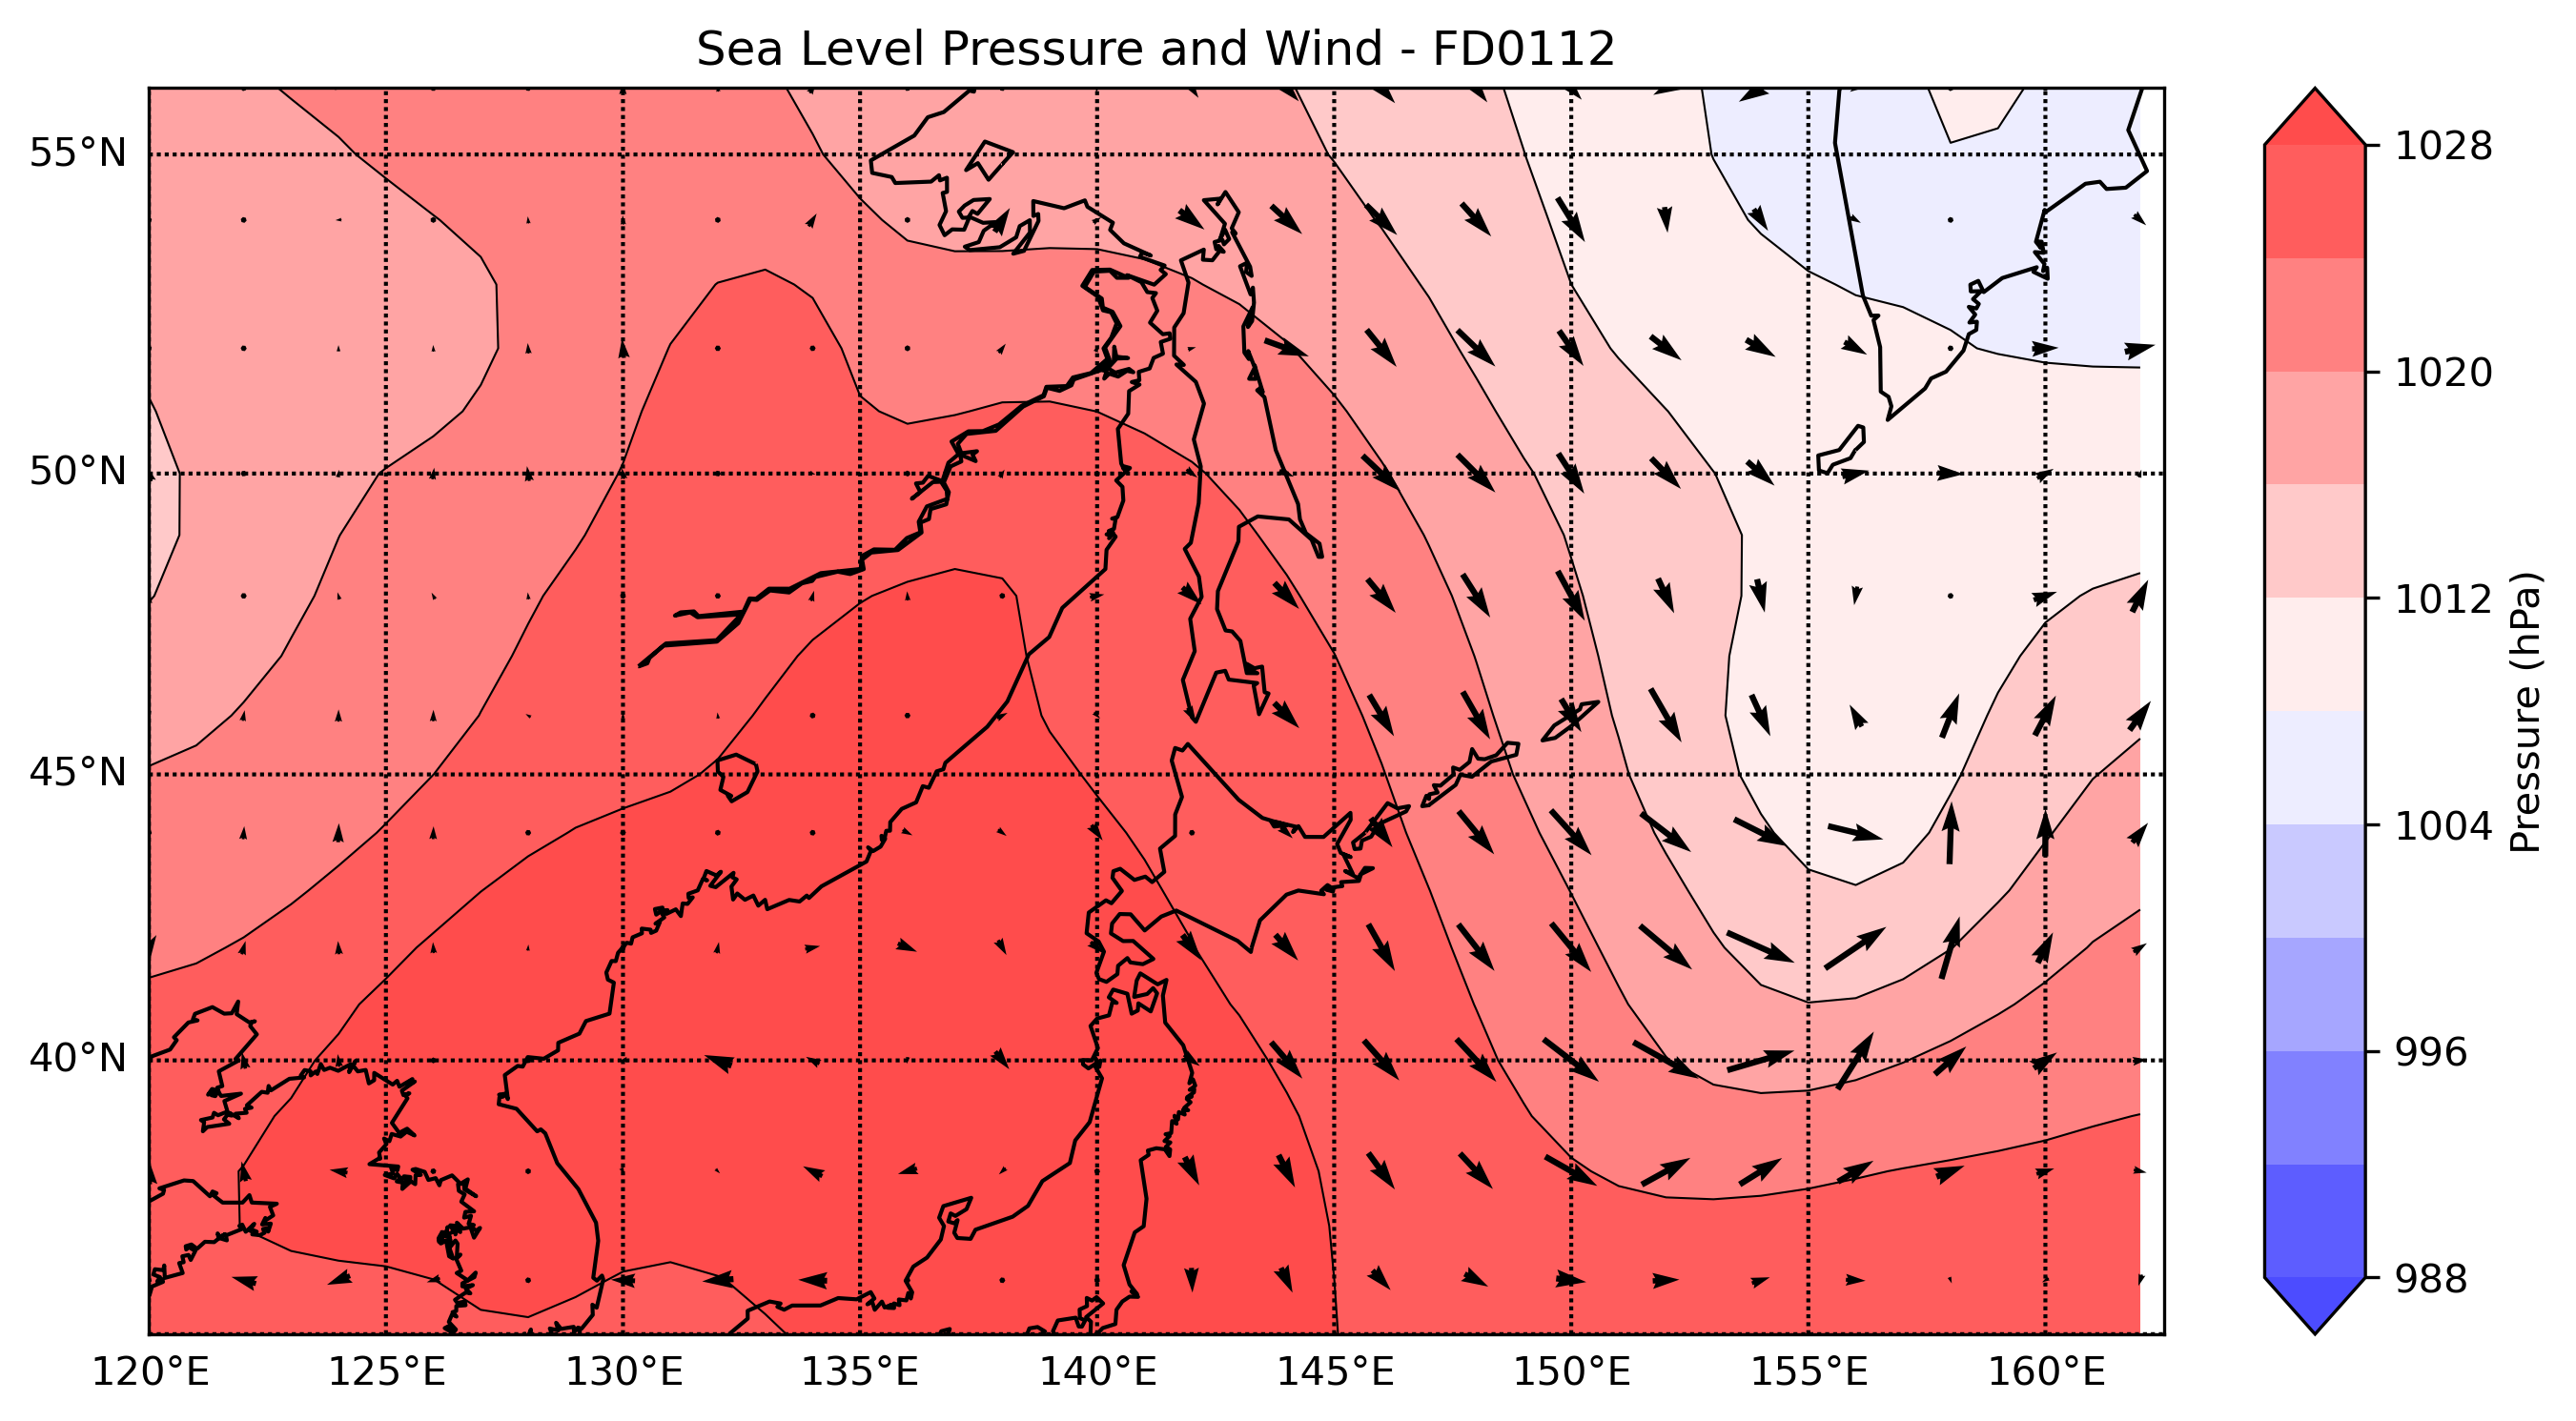 Sea Level Pressure and Wind - FD0112
55°N
50°N
45°N
40°N
120°E 125°E 130°E 135°E 140°E 145°E 150°E 155°E 160°E
1028
1020
1012
1004
996
988
Pressure (hPa)